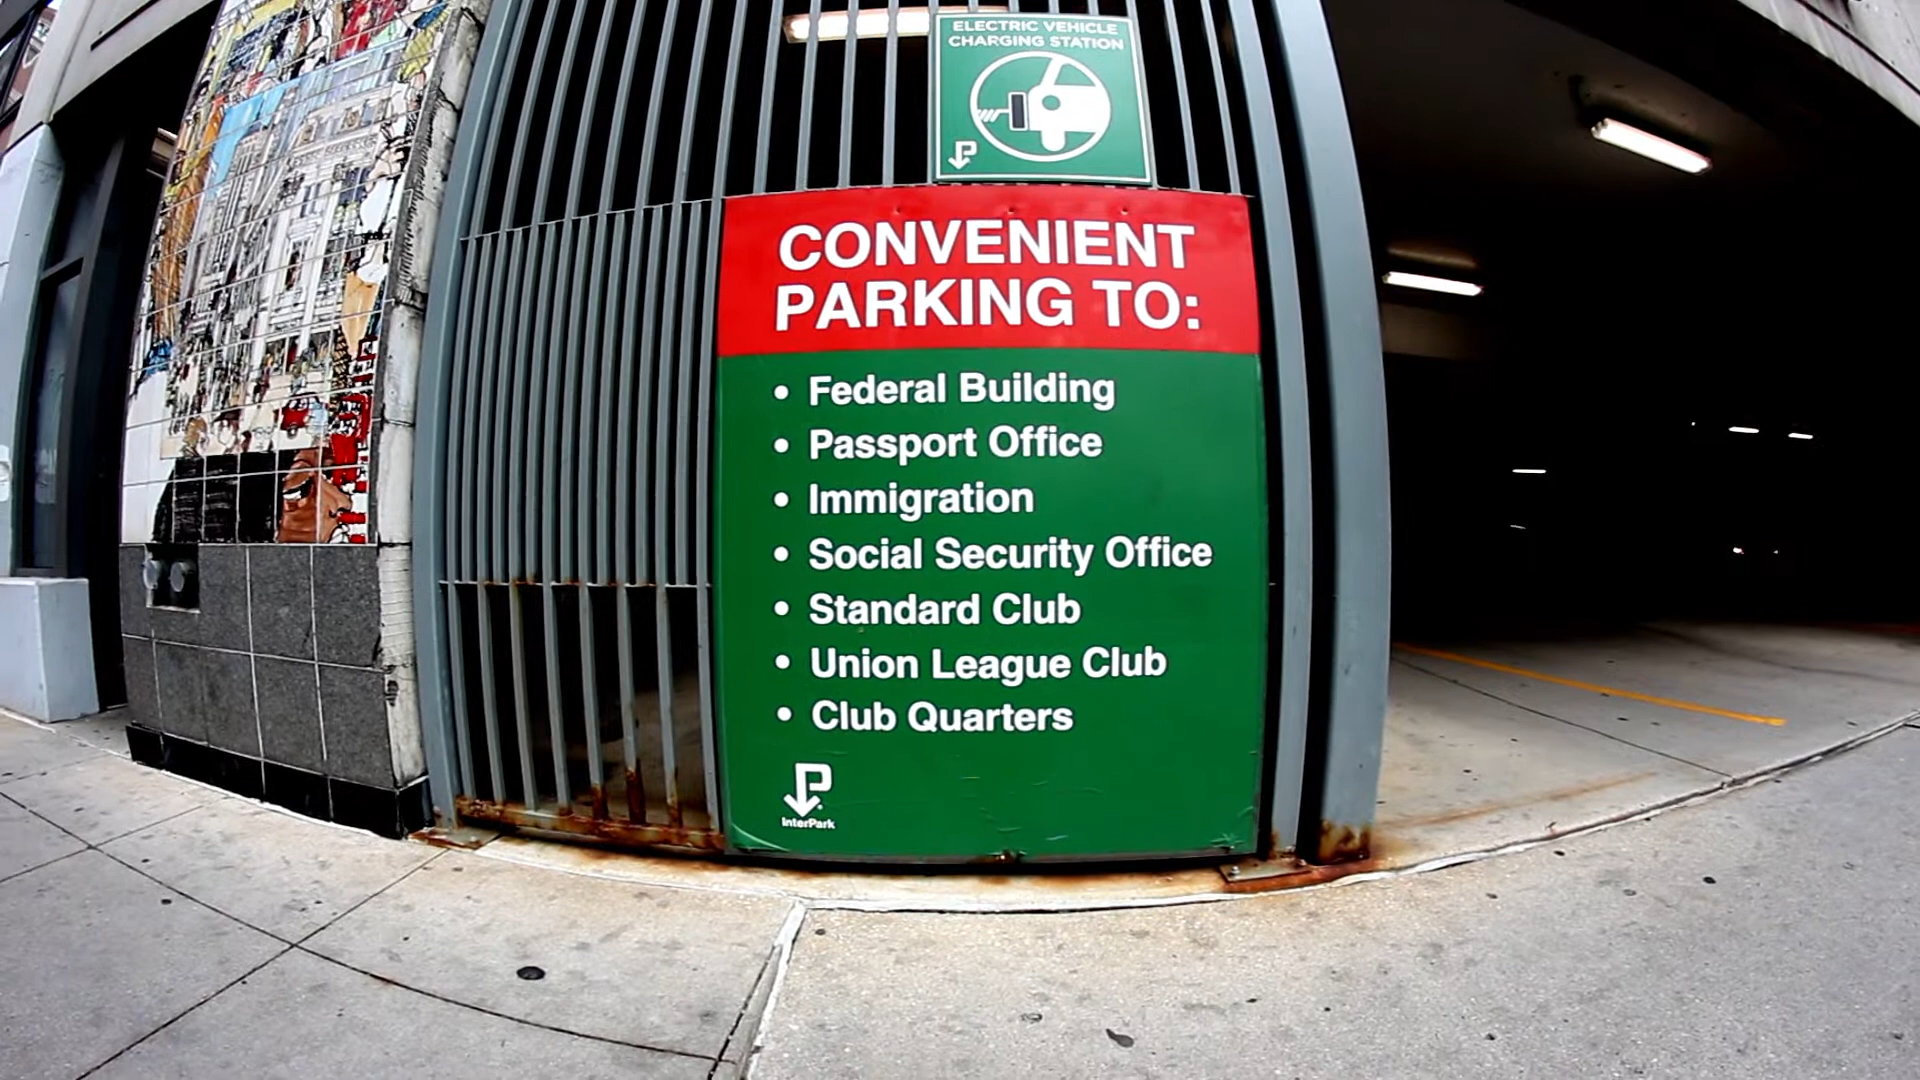 ELECTRIC VEHICLE
CHARGING STATION
CONVENIENT
PARKING TO:
• Federal Building
• Passport Office
• Immigration
• Social Security Office
• Standard Club
• Union League Club
• Club Quarters
InterPark